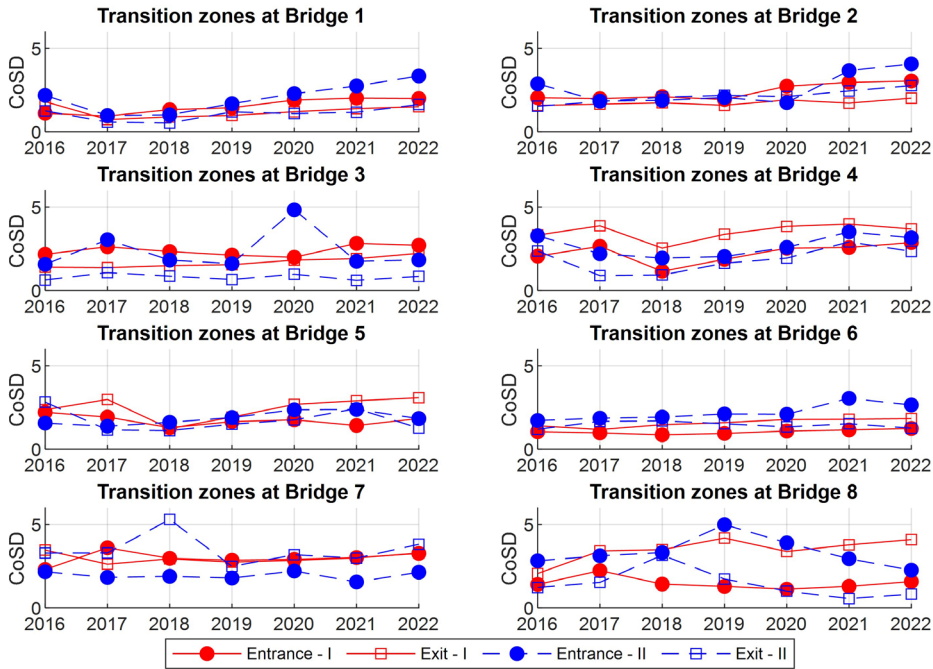 Transition zones at Bridge 1
CoSD
5
0
2016 2017 2018 2019 2020 2021 2022
Transition zones at Bridge 2
CoSD
5
0
2016 2017 2018 2019 2020 2021 2022
Transition zones at Bridge 3
CoSD
5
0
2016 2017 2018 2019 2020 2021 2022
Transition zones at Bridge 4
CoSD
5
0
2016 2017 2018 2019 2020 2021 2022
Transition zones at Bridge 5
CoSD
5
0
2016 2017 2018 2019 2020 2021 2022
Transition zones at Bridge 6
CoSD
5
0
2016 2017 2018 2019 2020 2021 2022
Transition zones at Bridge 7
CoSD
5
0
2016 2017 2018 2019 2020 2021 2022
Transition zones at Bridge 8
CoSD
5
0
2016 2017 2018 2019 2020 2021 2022
Entrance - I Exit - I Entrance - II Exit - II